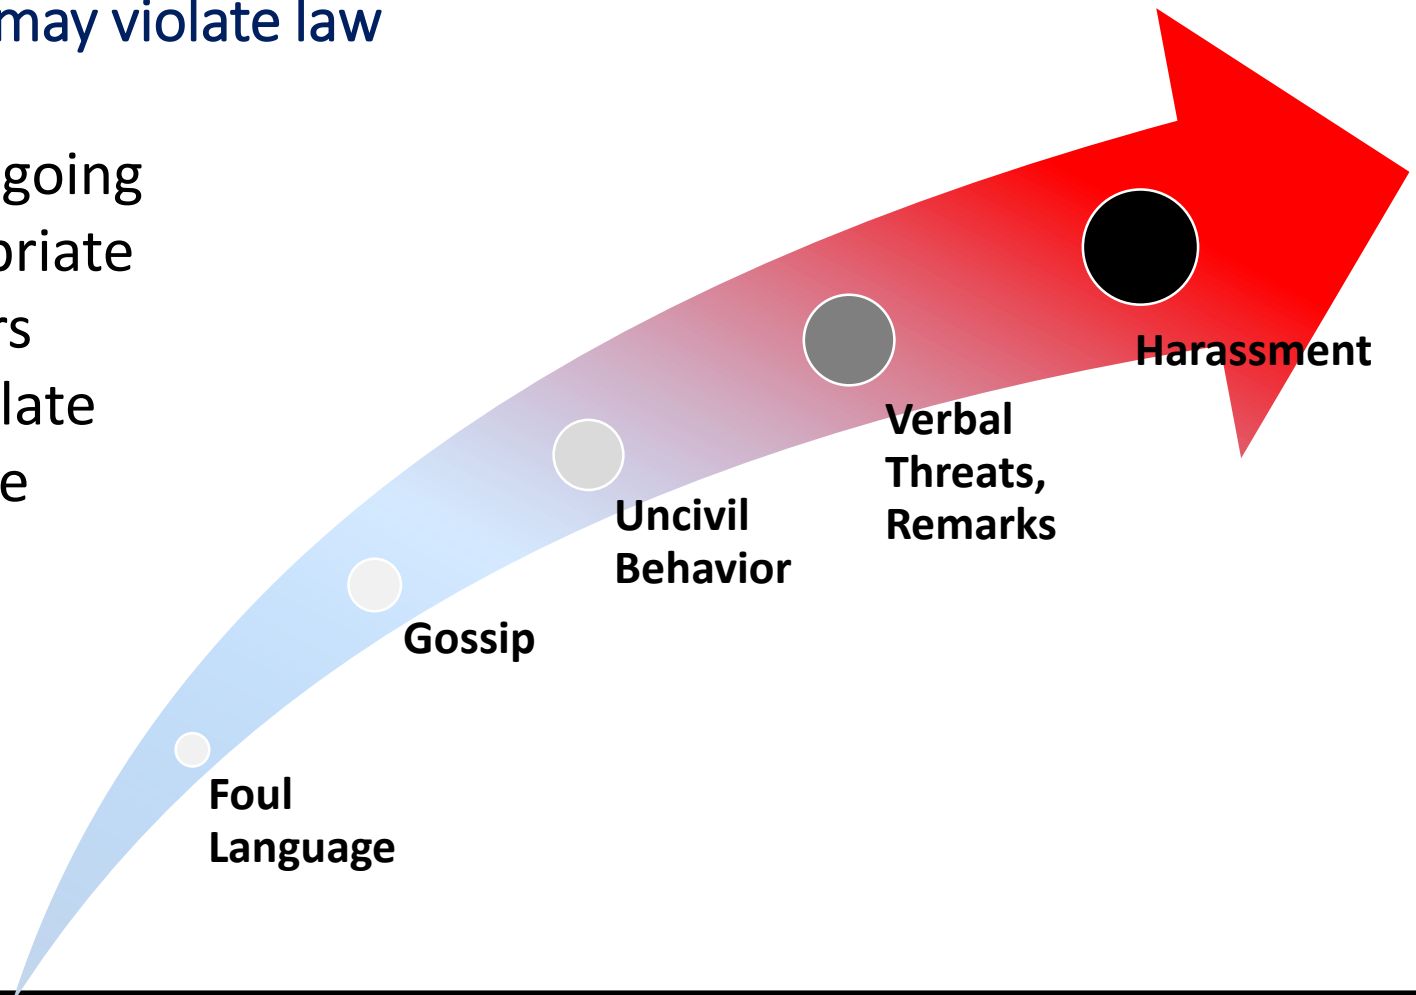 may violate law
going
priate
rs
late
e
Harassment
Verbal
Threats,
Remarks
Uncivil
Behavior
Gossip
Foul
Language